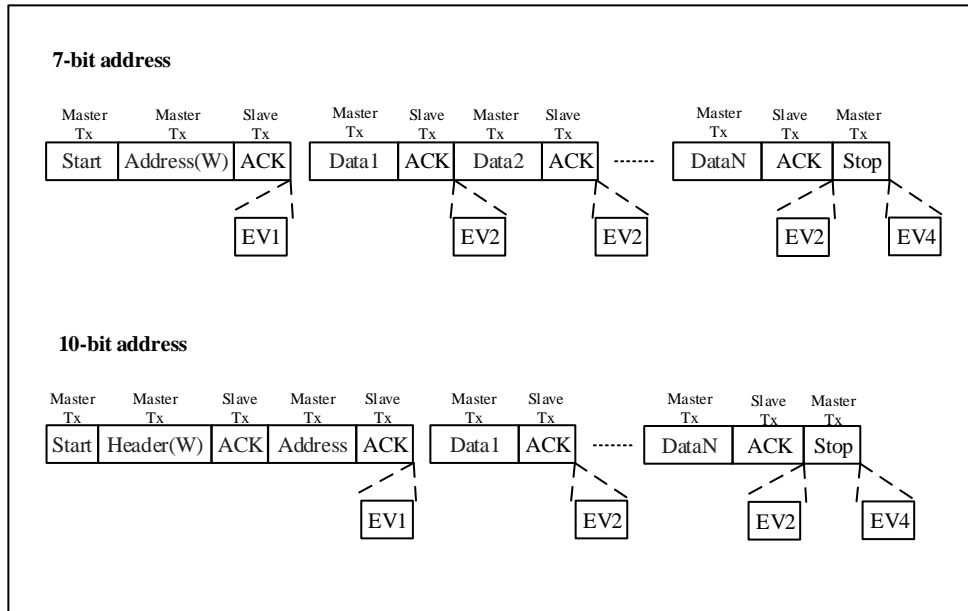 7-bit address
Master Master Slave Master Slave Master Slave Master Slave Master
Tx Tx Tx Tx Tx Tx Tx Tx Tx Tx
Start Address(W) ACK Data1 ACK Data2 ACK DataN ACK Stop
EV1 EV2 EV2 EV2 EV4
10-bit address
Master Master Slave Master Slave Master Slave Master Slave Master
Tx Tx Tx Tx Tx Tx Tx Tx Tx Tx
Start Header(W) ACK Address ACK Data1 ACK DataN ACK Stop
EV1 EV2 EV2 EV4